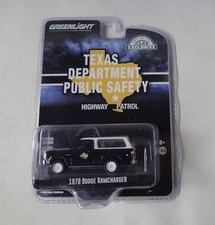 GREENLIGHT
EXCLUSIVE
TEXAS
DEPARTMENT
PUBLIC SAFETY
HIGHWAY PATROL
1978 DODGE RAMCHARGER